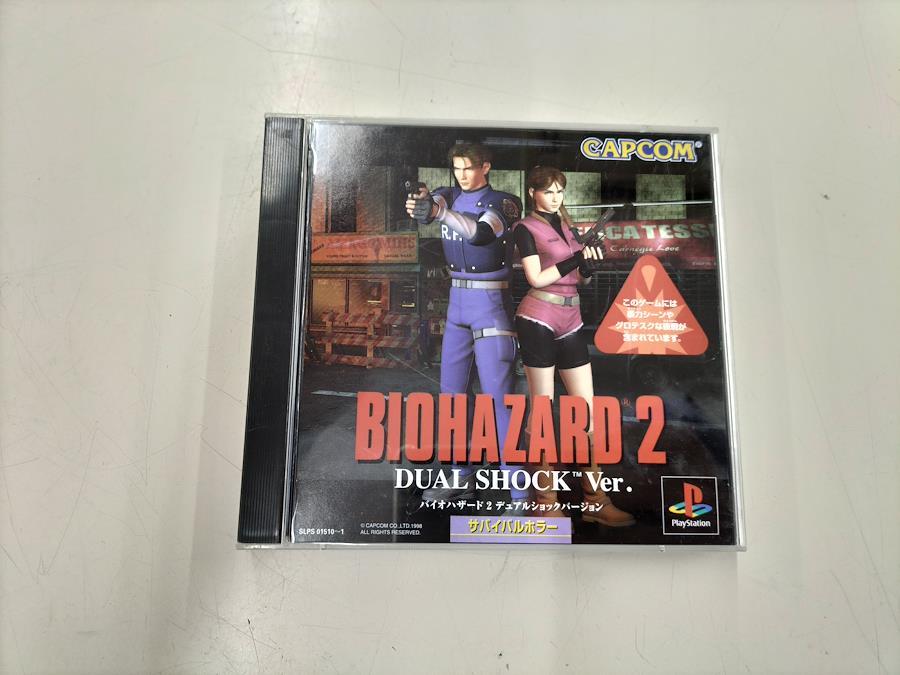 CAPCOM
R.P.
CATESS
Carnegie Love
このゲームには
暴力シーンや
グロテスクな表現が
含まれています。
BIOHAZARD® 2
DUAL SHOCK™ Ver.
バイオハザード2 デュアルショックバージョン
サバイバルホラー
SLPS 01510~1
© CAPCOM CO.,LTD.1998
ALL RIGHTS RESERVED.
PlayStation